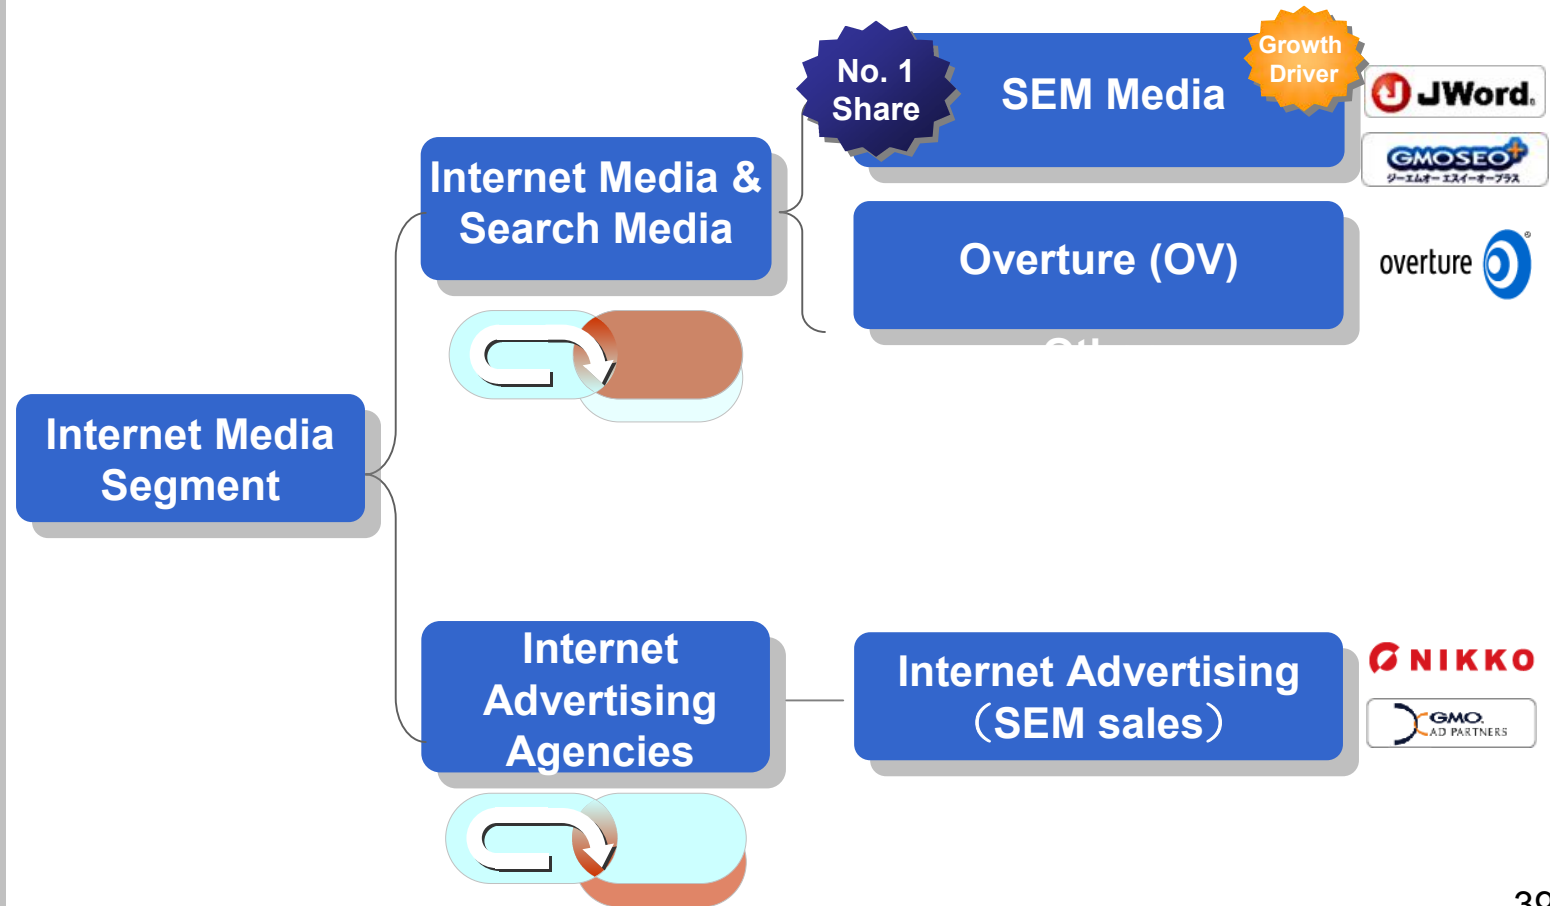 No. 1
Share
SEM Media
Growth
Driver
JWord®
GMOSEO+
ジーエムオー エスイーオープラス
Internet Media &
Search Media
Overture (OV)
overture®
Internet Media
Segment
Internet
Advertising
Agencies
Internet Advertising
（SEM sales）
NIKKO
GMO.
AD PARTNERS
39